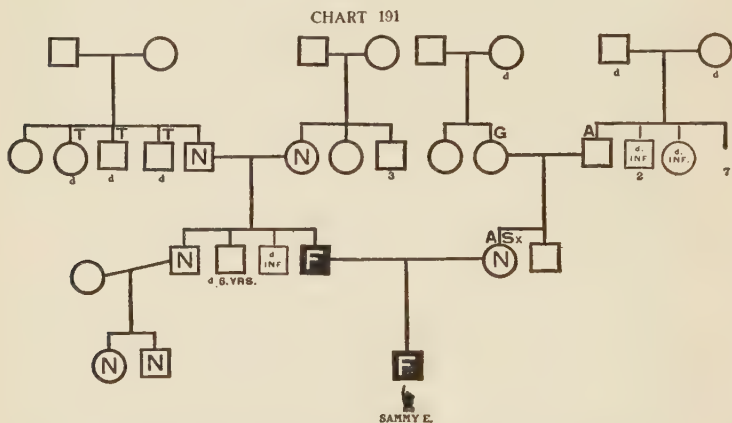 CHART 191
d d d
T T T G A
N N d. INF d. INF.
d d d 3 2 7
A Sx
N d INF F N
d. 6.YRS.
N N F
SAMMY E.